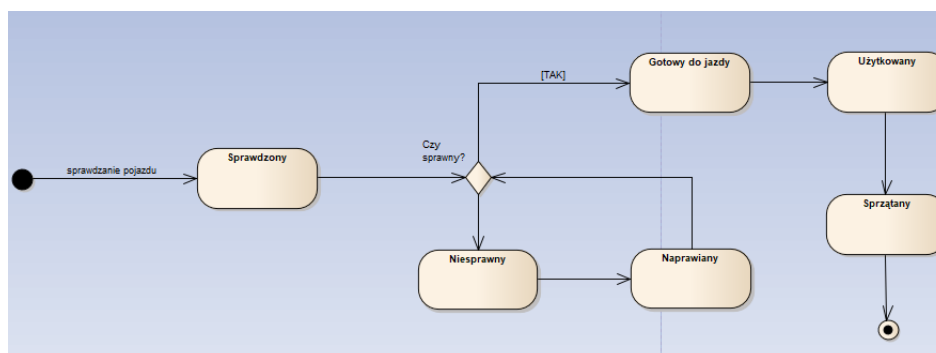 Gotowy do jazdy
Użytkowany
[TAK]
Czy
sprawny?
Sprawdzony
sprawdzanie pojazdu
Sprzątany
Niesprawny
Naprawiany